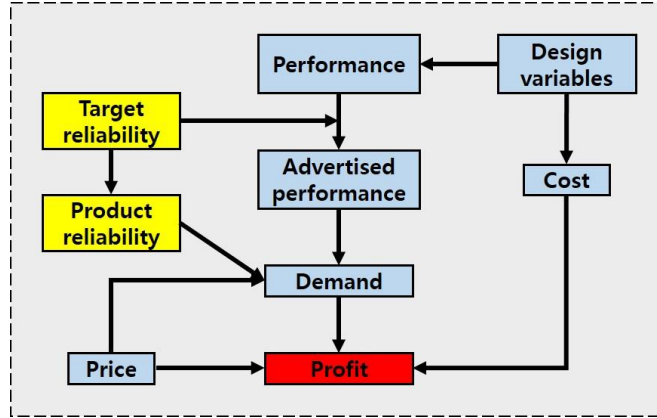 Performance
Design
variables
Target
reliability
Advertised
performance
Cost
Product
reliability
Demand
Price
Profit